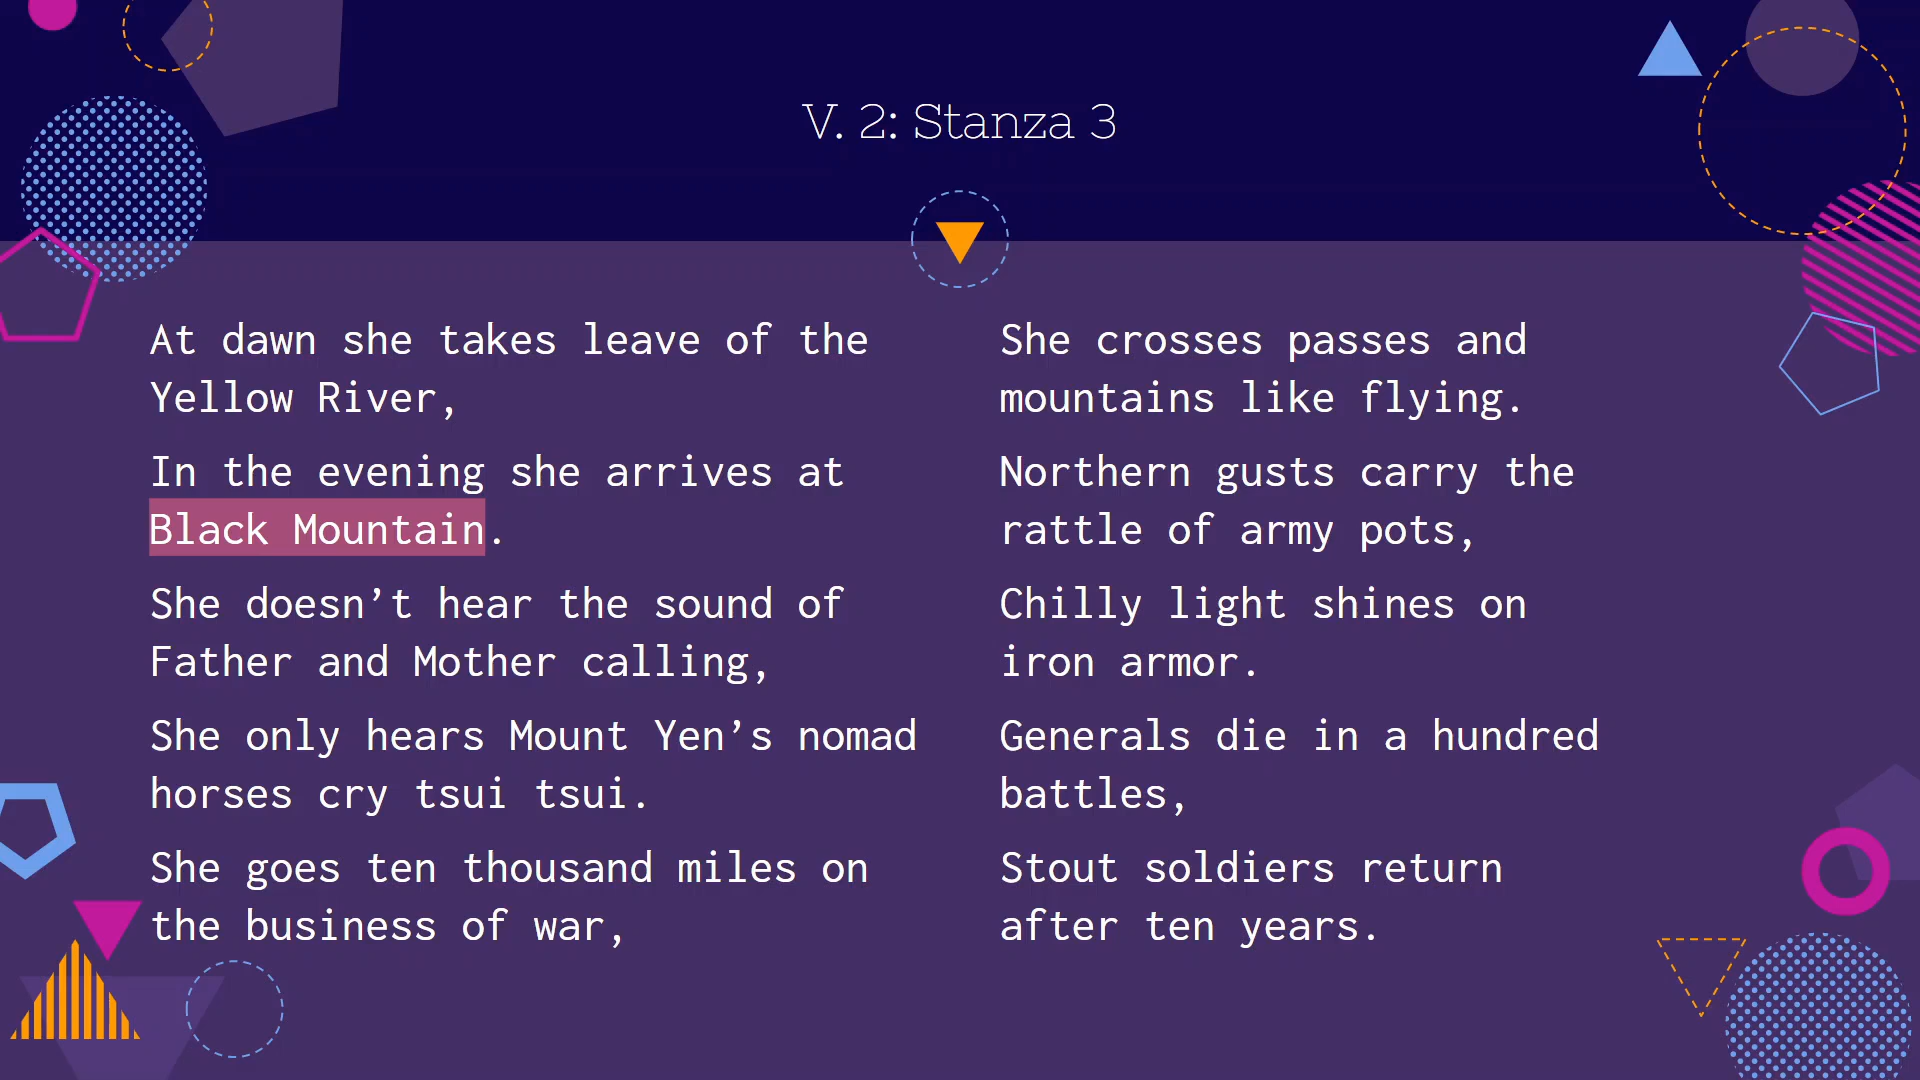 V. 2: Stanza 3
At dawn she takes leave of the
Yellow River,
In the evening she arrives at
Black Mountain.
She doesn’t hear the sound of
Father and Mother calling,
She only hears Mount Yen’s nomad
horses cry tsui tsui.
She goes ten thousand miles on
the business of war,
She crosses passes and
mountains like flying.
Northern gusts carry the
rattle of army pots,
Chilly light shines on
iron armor.
Generals die in a hundred
battles,
Stout soldiers return
after ten years.